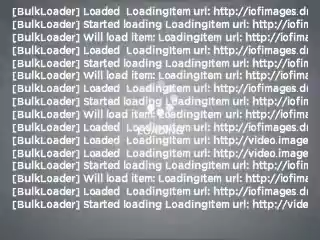 [BulkLoader] Loaded LoadingItem url: http://iofimages.d
[BulkLoader] Started loading LoadingItem url: http://iofin
[BulkLoader] Will load item: LoadingItem url: http://iofima
[BulkLoader] Loaded LoadingItem url: http://iofimages.d
[BulkLoader] Started loading LoadingItem url: http://iofin
[BulkLoader] Will load item: LoadingItem url: http://iofima
[BulkLoader] Loaded LoadingItem url: http://iofimages.d
[BulkLoader] Started loading LoadingItem url: http://iofin
[BulkLoader] Will load item: LoadingItem url: http://iofima
[BulkLoader] Loaded LoadingItem url: http://iofimages.d
LOADING
[BulkLoader] Loaded LoadingItem url: http://video.image
[BulkLoader] Loaded LoadingItem url: http://video.image
[BulkLoader] Started loading LoadingItem url: http://iofin
[BulkLoader] Will load item: LoadingItem url: http://iofima
[BulkLoader] Loaded LoadingItem url: http://iofimages.d
[BulkLoader] Started loading LoadingItem url: http://vide